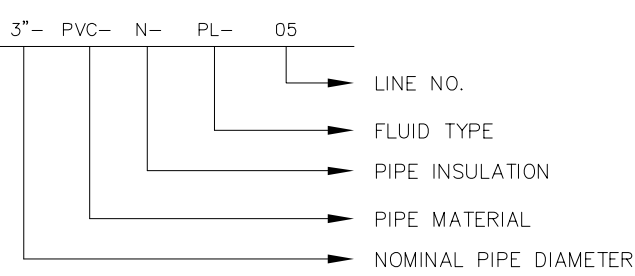 3"- PVC- N- PL- 05
LINE NO.
FLUID TYPE
PIPE INSULATION
PIPE MATERIAL
NOMINAL PIPE DIAMETER